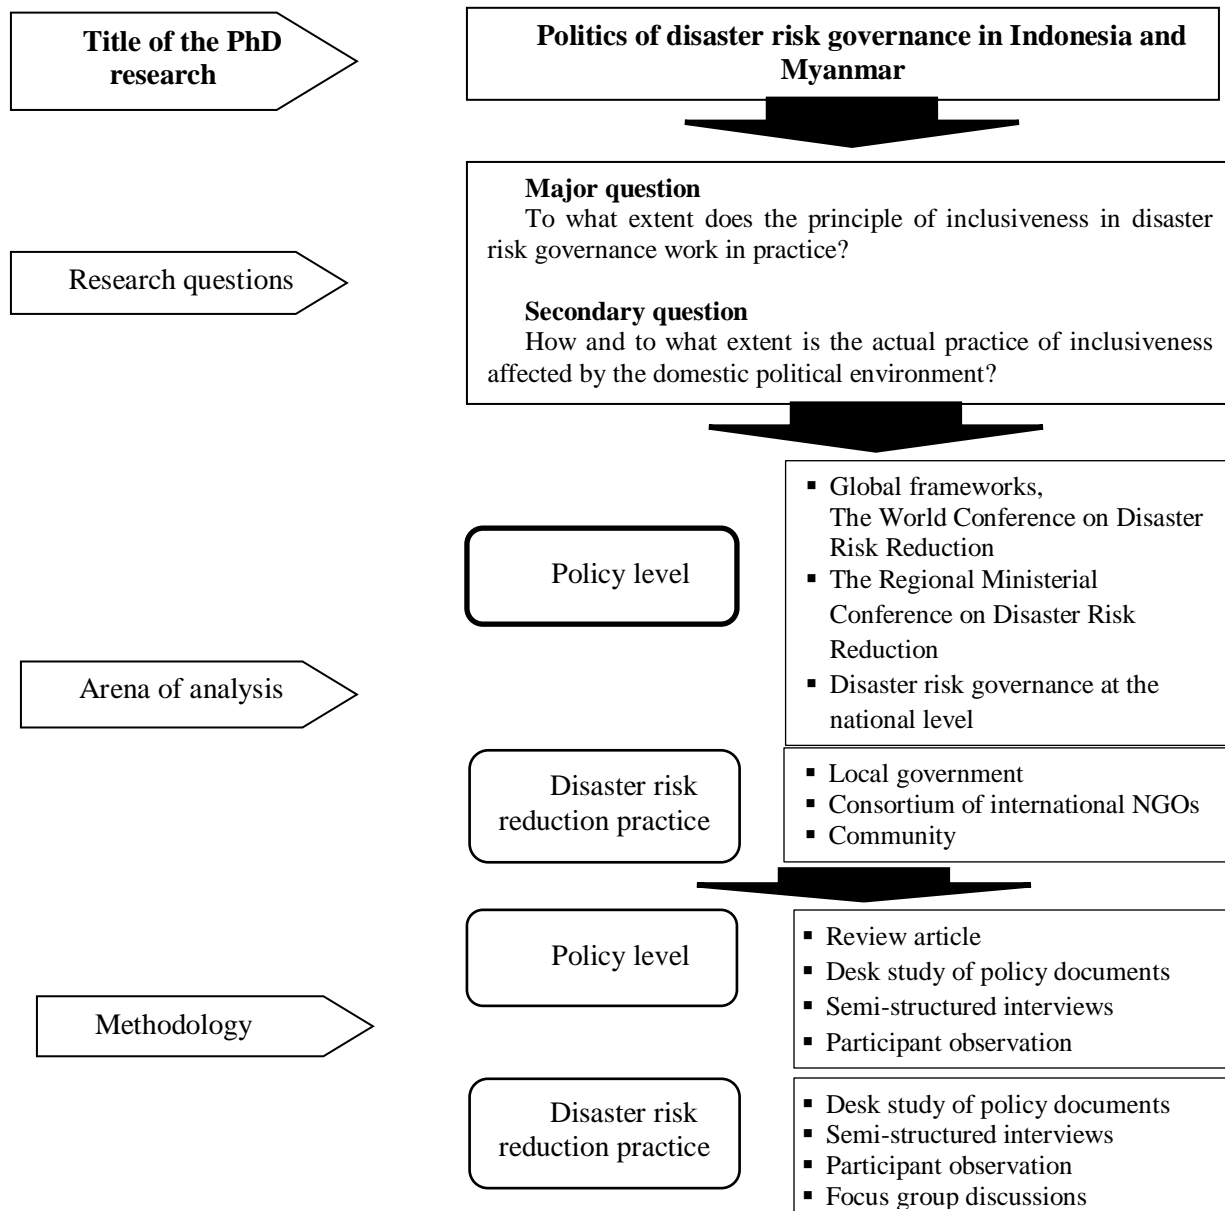 Title of the PhD
research
Politics of disaster risk governance in Indonesia and
Myanmar
Research questions
Major question
To what extent does the principle of inclusiveness in disaster
risk governance work in practice?
Secondary question
How and to what extent is the actual practice of inclusiveness
affected by the domestic political environment?
Arena of analysis
Policy level
▪ Global frameworks,
The World Conference on Disaster
Risk Reduction
▪ The Regional Ministerial
Conference on Disaster Risk
Reduction
▪ Disaster risk governance at the
national level
Disaster risk
reduction practice
▪ Local government
▪ Consortium of international NGOs
▪ Community
Methodology
Policy level
▪ Review article
▪ Desk study of policy documents
▪ Semi-structured interviews
▪ Participant observation
Disaster risk
reduction practice
▪ Desk study of policy documents
▪ Semi-structured interviews
▪ Participant observation
▪ Focus group discussions